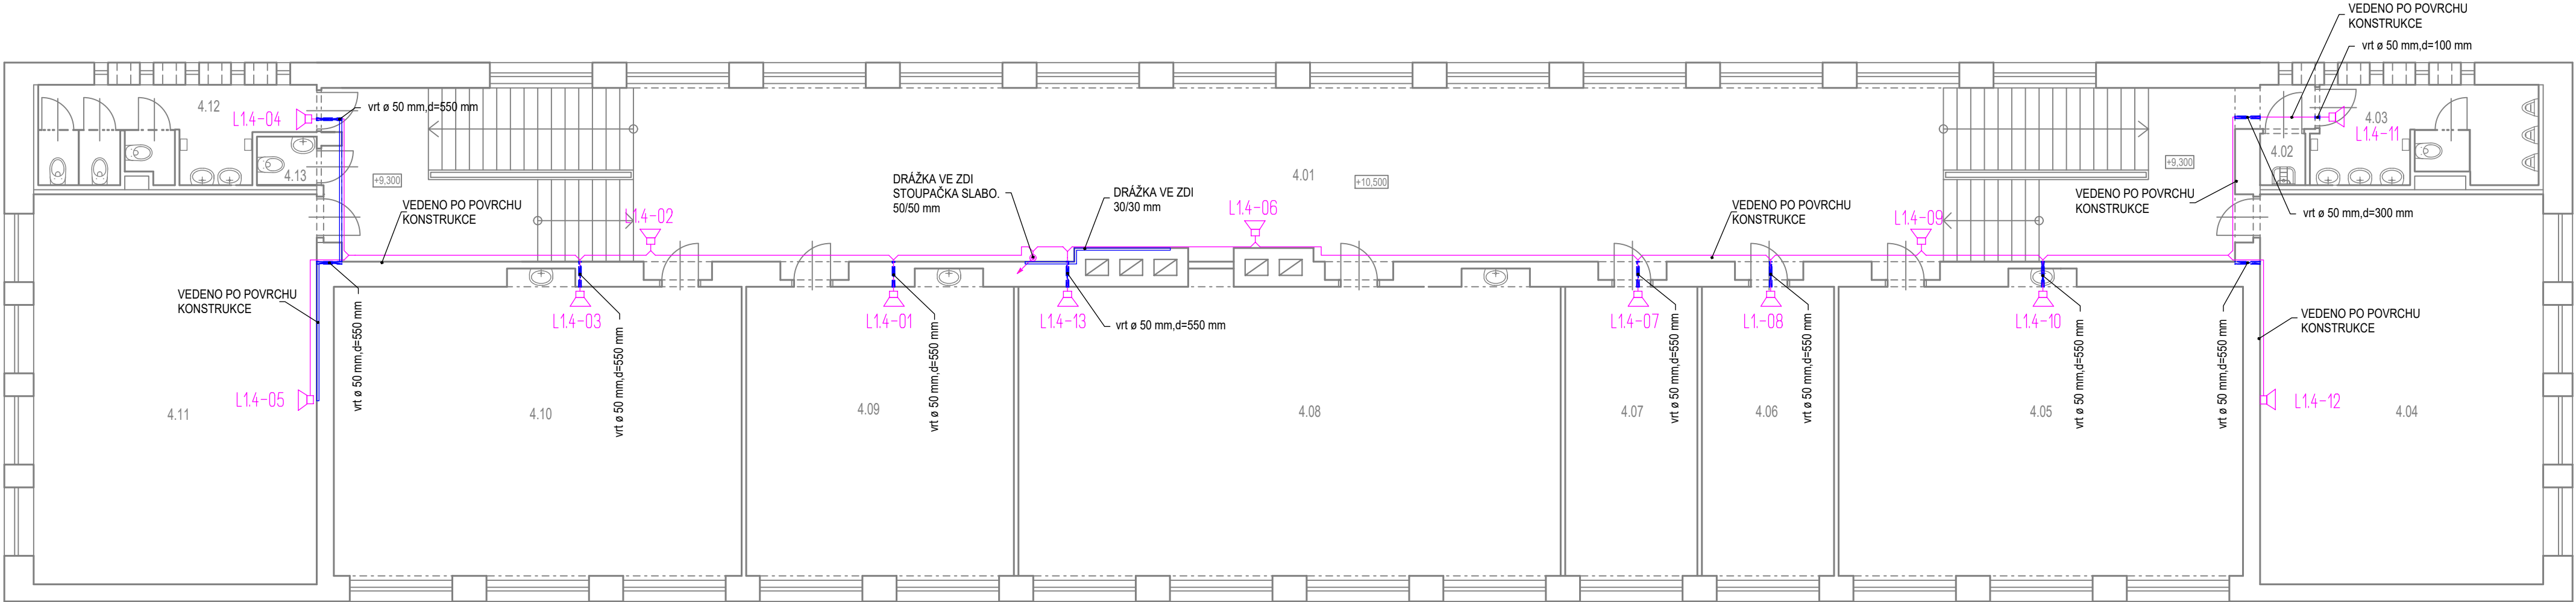 VEDENO PO POVRCHU
KONSTRUKCE
vrt ø 50 mm,d=100 mm
4.12
L1.4-04
vrt ø 50 mm,d=550 mm
4.13
+9,300
VEDENO PO POVRCHU
KONSTRUKCE
L1.4-02
DRÁŽKA VE ZDI
STOUPAČKA SLABO.
50/50 mm
DRÁŽKA VE ZDI
30/30 mm
L1.4-06
4.01
+10,500
VEDENO PO POVRCHU
KONSTRUKCE
L1.4-09
+9,300
VEDENO PO POVRCHU
KONSTRUKCE
4.02
4.03
L1.4-11
vrt ø 50 mm,d=300 mm
VEDENO PO POVRCHU
KONSTRUKCE
vrt ø 50 mm,d=550 mm
L1.4-03
vrt ø 50 mm,d=550 mm
L1.4-01
vrt ø 50 mm,d=550 mm
L1.4-13
vrt ø 50 mm,d=550 mm
L1.4-07
vrt ø 50 mm,d=550 mm
L1.-08
vrt ø 50 mm,d=550 mm
L1.4-10
vrt ø 50 mm,d=550 mm
vrt ø 50 mm,d=550 mm
VEDENO PO POVRCHU
KONSTRUKCE
L1.4-05
L1.4-12
4.11
4.10
4.09
4.08
4.07
4.06
4.05
4.04